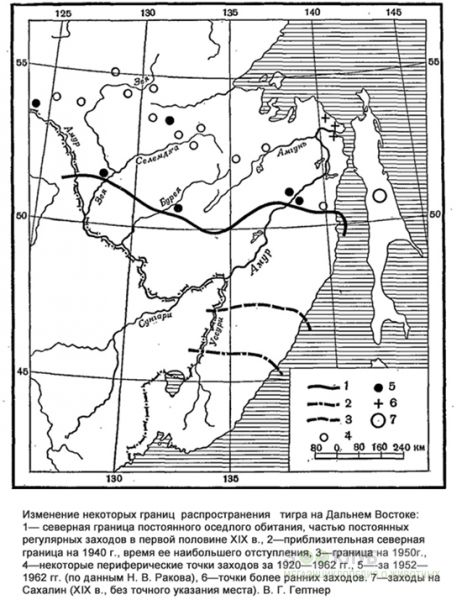 125 130 135 140 145
55
55
Зея
Амур
Селемджа
Амгунь
Зея
Бурея
50
50
Амур
Сунгари
Уссури
45
1 5
2 6
3 7
4
80 0 80 160 240 км
130 135
Изменение некоторых границ распространения тигра на Дальнем Востоке:
1— северная граница постоянного оседлого обитания, частью постоянных
регулярных заходов в первой половине XIX в., 2—приблизительная северная
граница на 1940 г., время ее наибольшего отступления, 3—граница на 1950г.,
4—некоторые периферические точки заходов за 1920—1962 гг., 5— за 1952—
1962 гг. (по данным Н. В. Ракова), 6—точки более ранних заходов. 7—заходы на
Сахалин (XIX в., без точного указания места). В. Г. Гептнер